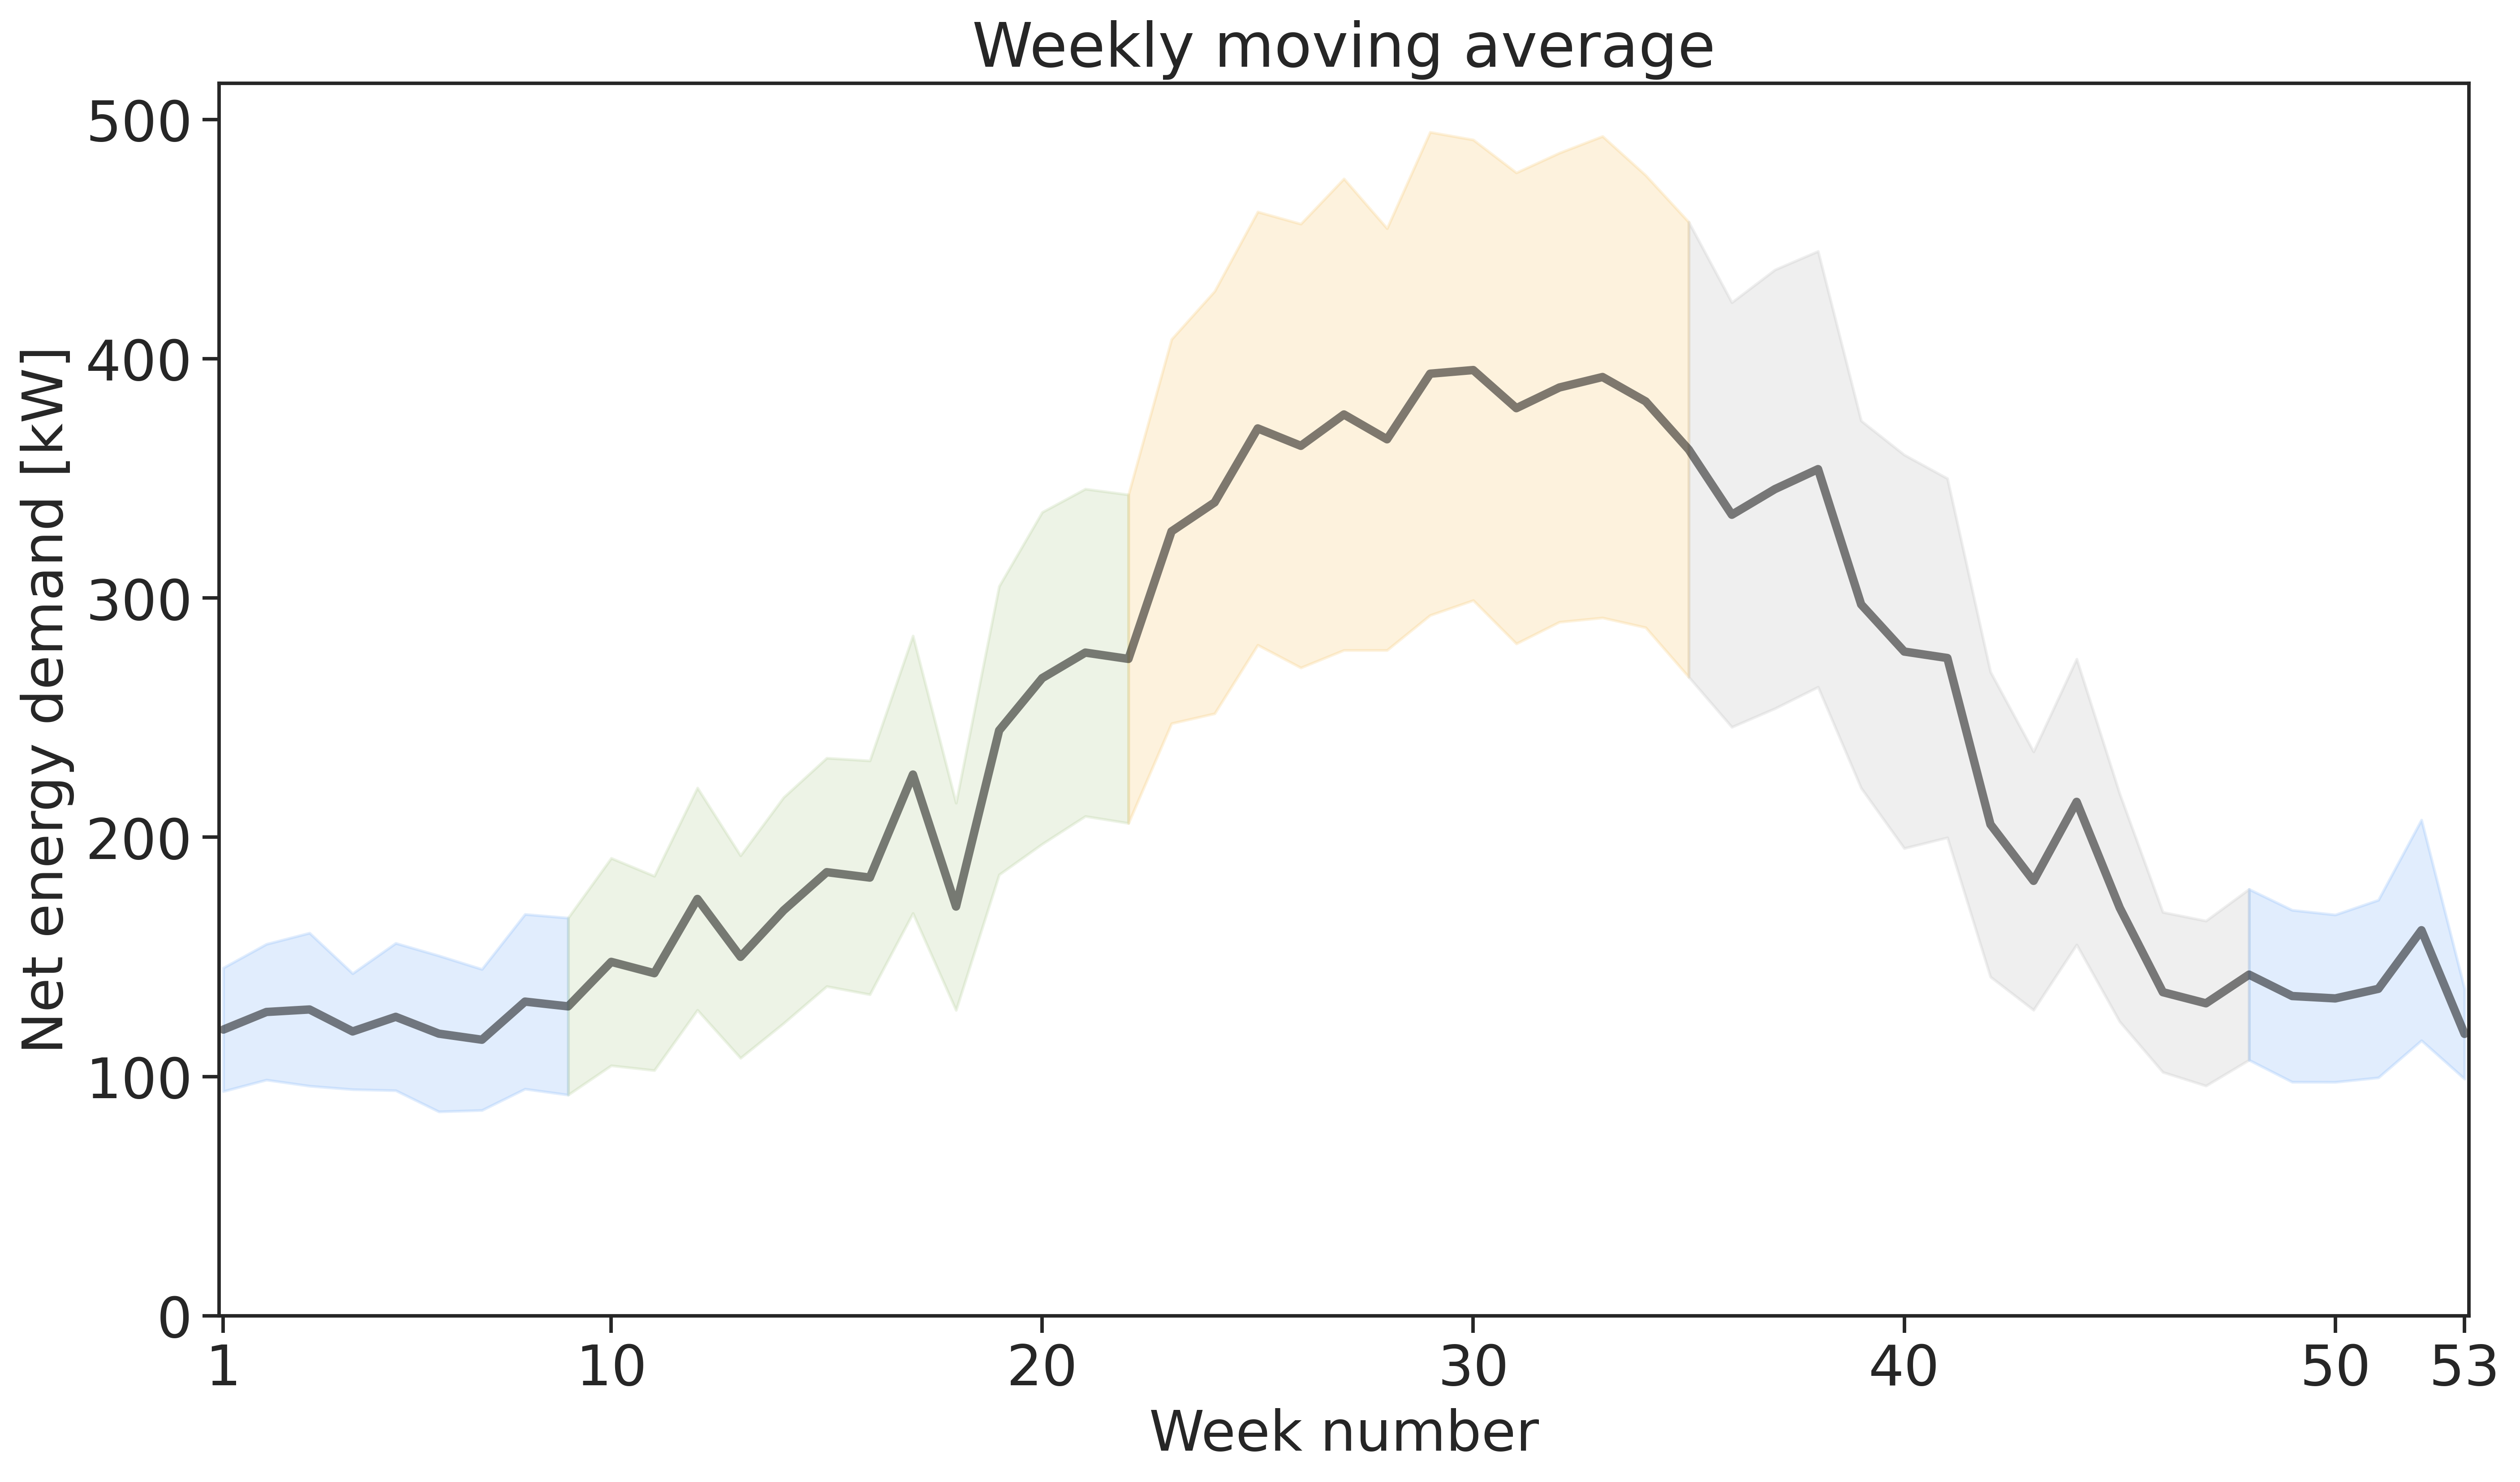 Weekly moving average
Net energy demand [kW]
500
400
300
200
100
0
1 10 20 30 40 50 53
Week number